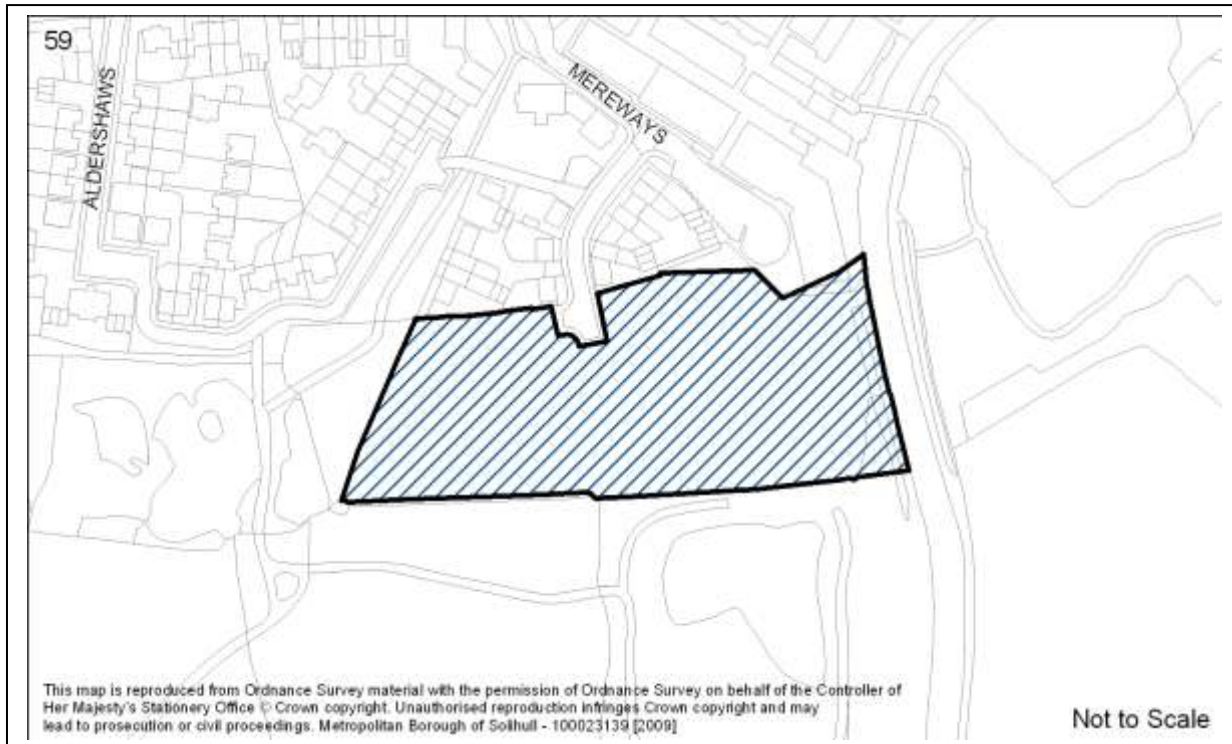 59
ALDERSHAWS
MEREWAYS
This map is reproduced from Ordnance Survey material with the permission of Ordnance Survey on behalf of the Controller of
Her Majesty's Stationery Office © Crown copyright. Unauthorised reproduction infringes Crown copyright and may
lead to prosecution or civil proceedings. Metropolitan Borough of Solihull - 100023139 [2009]
Not to Scale